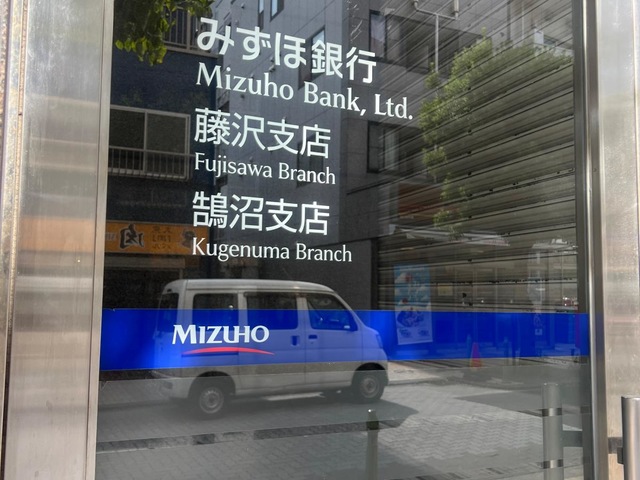 みずほ銀行
Mizuho Bank, Ltd.
藤沢支店
Fujisawa Branch
鵠沼支店
Kugenuma Branch
MIZUHO